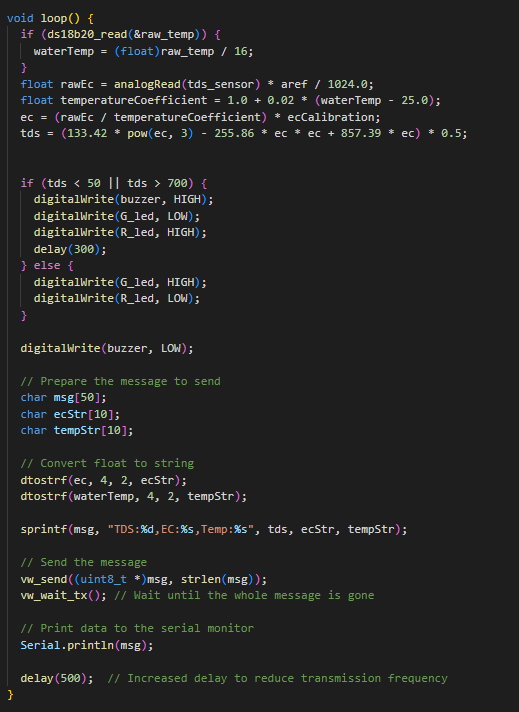 void loop() {
  if (ds18b20_read(&raw_temp)) {
    waterTemp = (float)raw_temp / 16;
  }
  float rawEc = analogRead(tds_sensor) * aref / 1024.0;
  float temperatureCoefficient = 1.0 + 0.02 * (waterTemp - 25.0);
  ec = (rawEc / temperatureCoefficient) * ecCalibration;
  tds = (133.42 * pow(ec, 3) - 255.86 * ec * ec + 857.39 * ec) * 0.5;
  if (tds < 50 || tds > 700) {
    digitalWrite(buzzer, HIGH);
    digitalWrite(G_led, LOW);
    digitalWrite(R_led, HIGH);
    delay(300);
  } else {
    digitalWrite(G_led, HIGH);
    digitalWrite(R_led, LOW);
  }
  digitalWrite(buzzer, LOW);
  // Prepare the message to send
  char msg[50];
  char ecStr[10];
  char tempStr[10];
  // Convert float to string
  dtostrf(ec, 4, 2, ecStr);
  dtostrf(waterTemp, 4, 2, tempStr);
  sprintf(msg, "TDS:%d,EC:%s,Temp:%s", tds, ecStr, tempStr);
  // Send the message
  vw_send((uint8_t *)msg, strlen(msg));
  vw_wait_tx(); // Wait until the whole message is gone
  // Print data to the serial monitor
  Serial.println(msg);
  delay(500);  // Increased delay to reduce transmission frequency
}